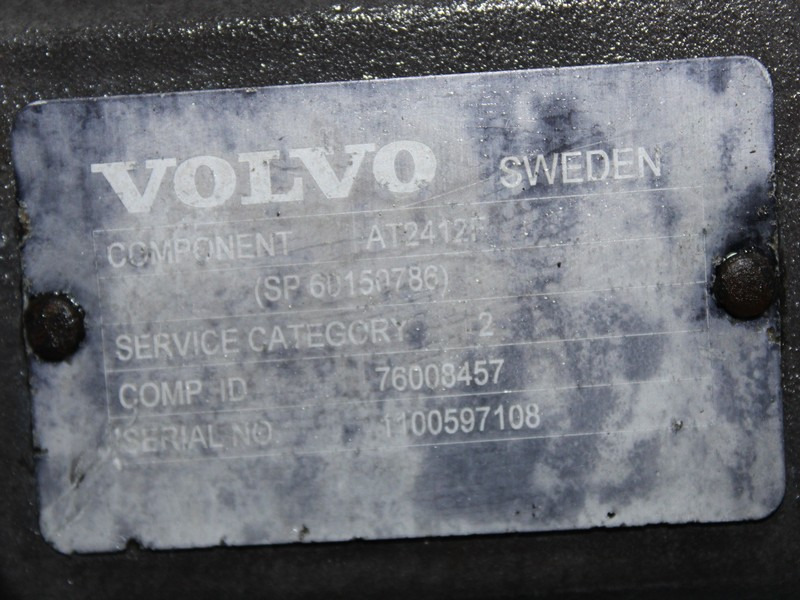 VOLVO SWEDEN
COMPONENT AT2412F
(SP 60150786)
SERVICE CATEGORY 2
COMP ID 76008457
SERIAL NO 1100597108